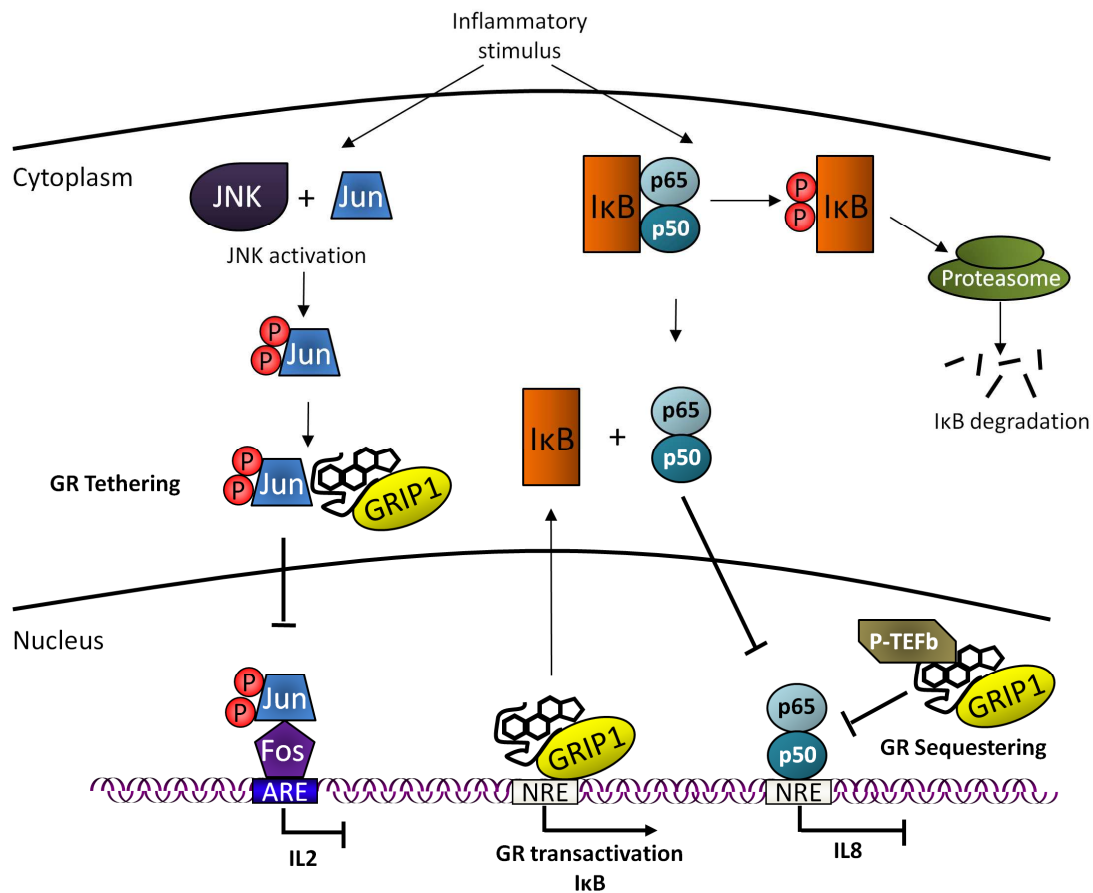 Inflammatory
stimulus
Cytoplasm
JNK
+
Jun
JNK activation
P
P
Jun
GR Tethering
P
P
Jun
GRIP1
IκB
p65
p50
P
P
IκB
Proteasome
IκB degradation
IκB
+
p65
p50
Nucleus
P
P
Jun
Fos
ARE
IL2
GRIP1
NRE
GR transactivation
IκB
p65
p50
NRE
IL8
P-TEFb
GRIP1
GR Sequestering